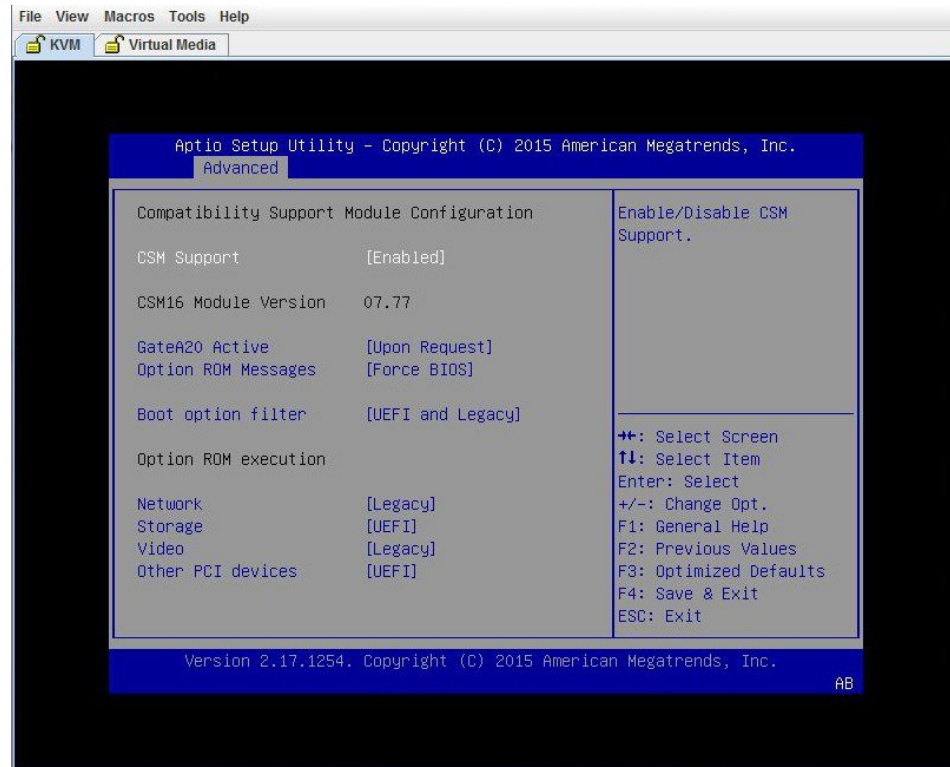 File View Macros Tools Help
KVM Virtual Media
Aptio Setup Utility - Copyright (C) 2015 American Megatrends, Inc.
Advanced
Compatibility Support Module Configuration
CSM Support [Enabled]
CSM16 Module Version 07.77
GateA20 Active [Upon Request]
Option ROM Messages [Force BIOS]
Boot option filter [UEFI and Legacy]
Option ROM execution
Network [Legacy]
Storage [UEFI]
Video [Legacy]
Other PCI devices [UEFI]
Enable/Disable CSM
Support.
→←: Select Screen
↑↓: Select Item
Enter: Select
+/-: Change Opt.
F1: General Help
F2: Previous Values
F3: Optimized Defaults
F4: Save & Exit
ESC: Exit
Version 2.17.1254. Copyright (C) 2015 American Megatrends, Inc.
AB